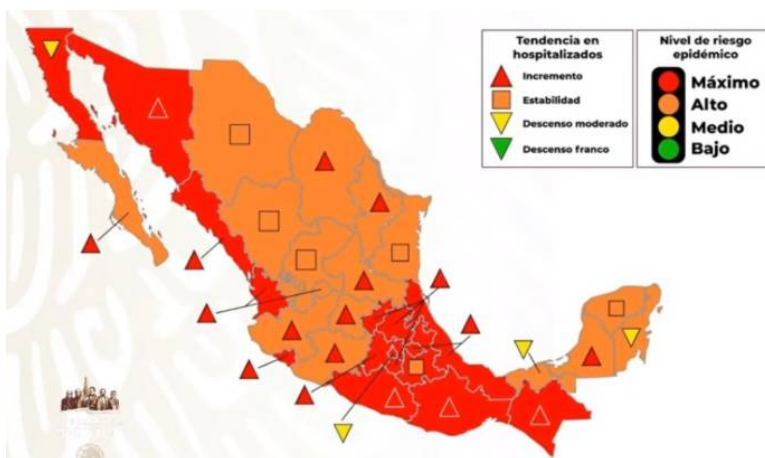 Tendencia en
hospitalizados
Incremento
Estabilidad
Descenso moderado
Descenso franco
Nivel de riesgo
epidémico
Máximo
Alto
Medio
Bajo